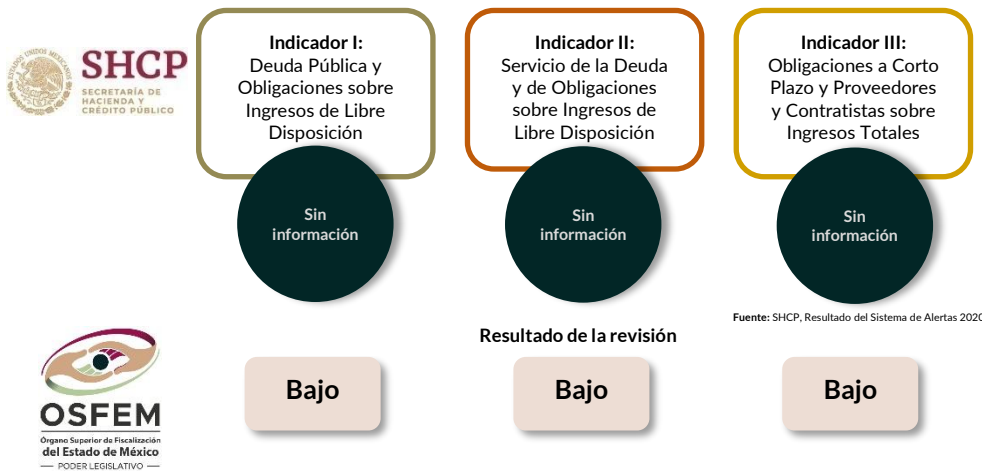 SHCP
SECRETARÍA DE
HACIENDA Y
CRÉDITO PÚBLICO
ESTADOS UNIDOS MEXICANOS
Indicador I:
Deuda Pública y
Obligaciones sobre
Ingresos de Libre
Disposición
Sin
información
Indicador II:
Servicio de la Deuda
y de Obligaciones
sobre Ingresos de
Libre Disposición
Sin
información
Indicador III:
Obligaciones a Corto
Plazo y Proveedores
y Contratistas sobre
Ingresos Totales
Sin
información
Fuente: SHCP, Resultado del Sistema de Alertas 2020
Resultado de la revisión
OSFEM
Órgano Superior de Fiscalización
del Estado de México
PODER LEGISLATIVO
Bajo
Bajo
Bajo